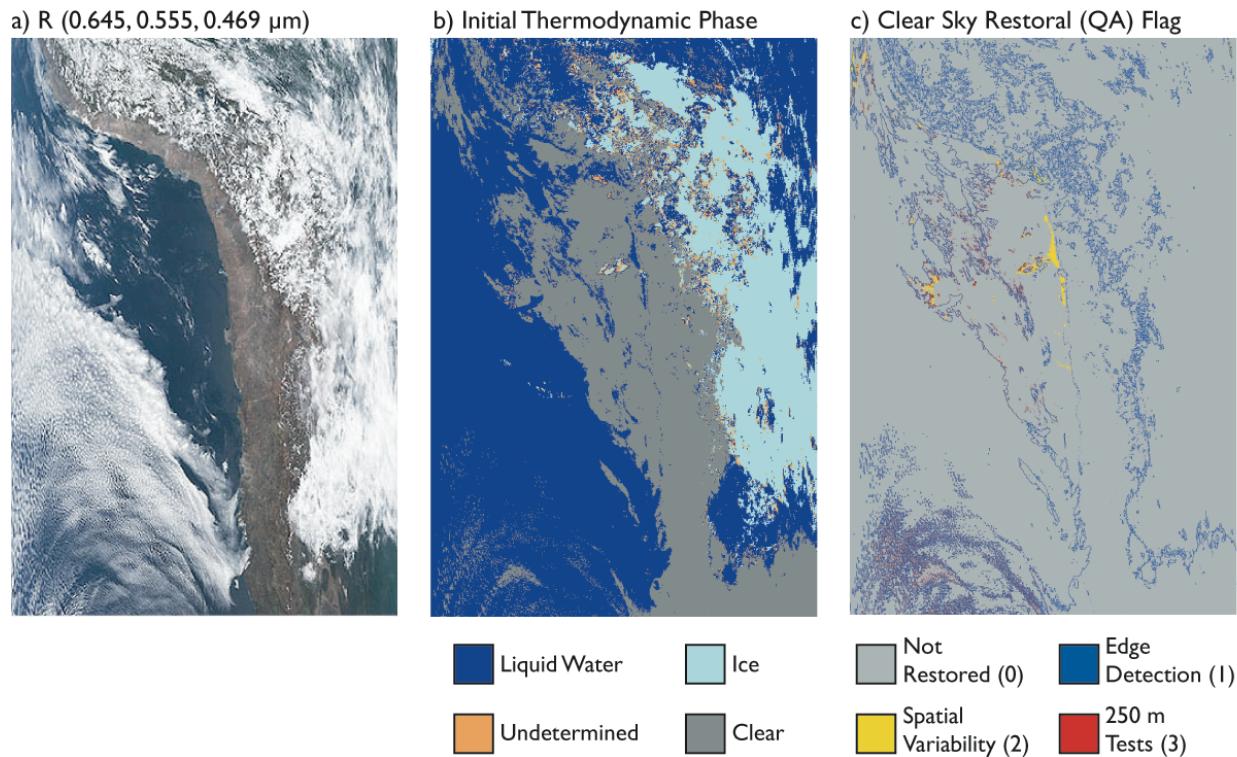 a) R (0.645, 0.555, 0.469 μm)
b) Initial Thermodynamic Phase
c) Clear Sky Restoral (QA) Flag
Liquid Water
Ice
Undetermined
Clear
Not
Restored (0)
Edge
Detection (1)
Spatial
Variability (2)
250 m
Tests (3)